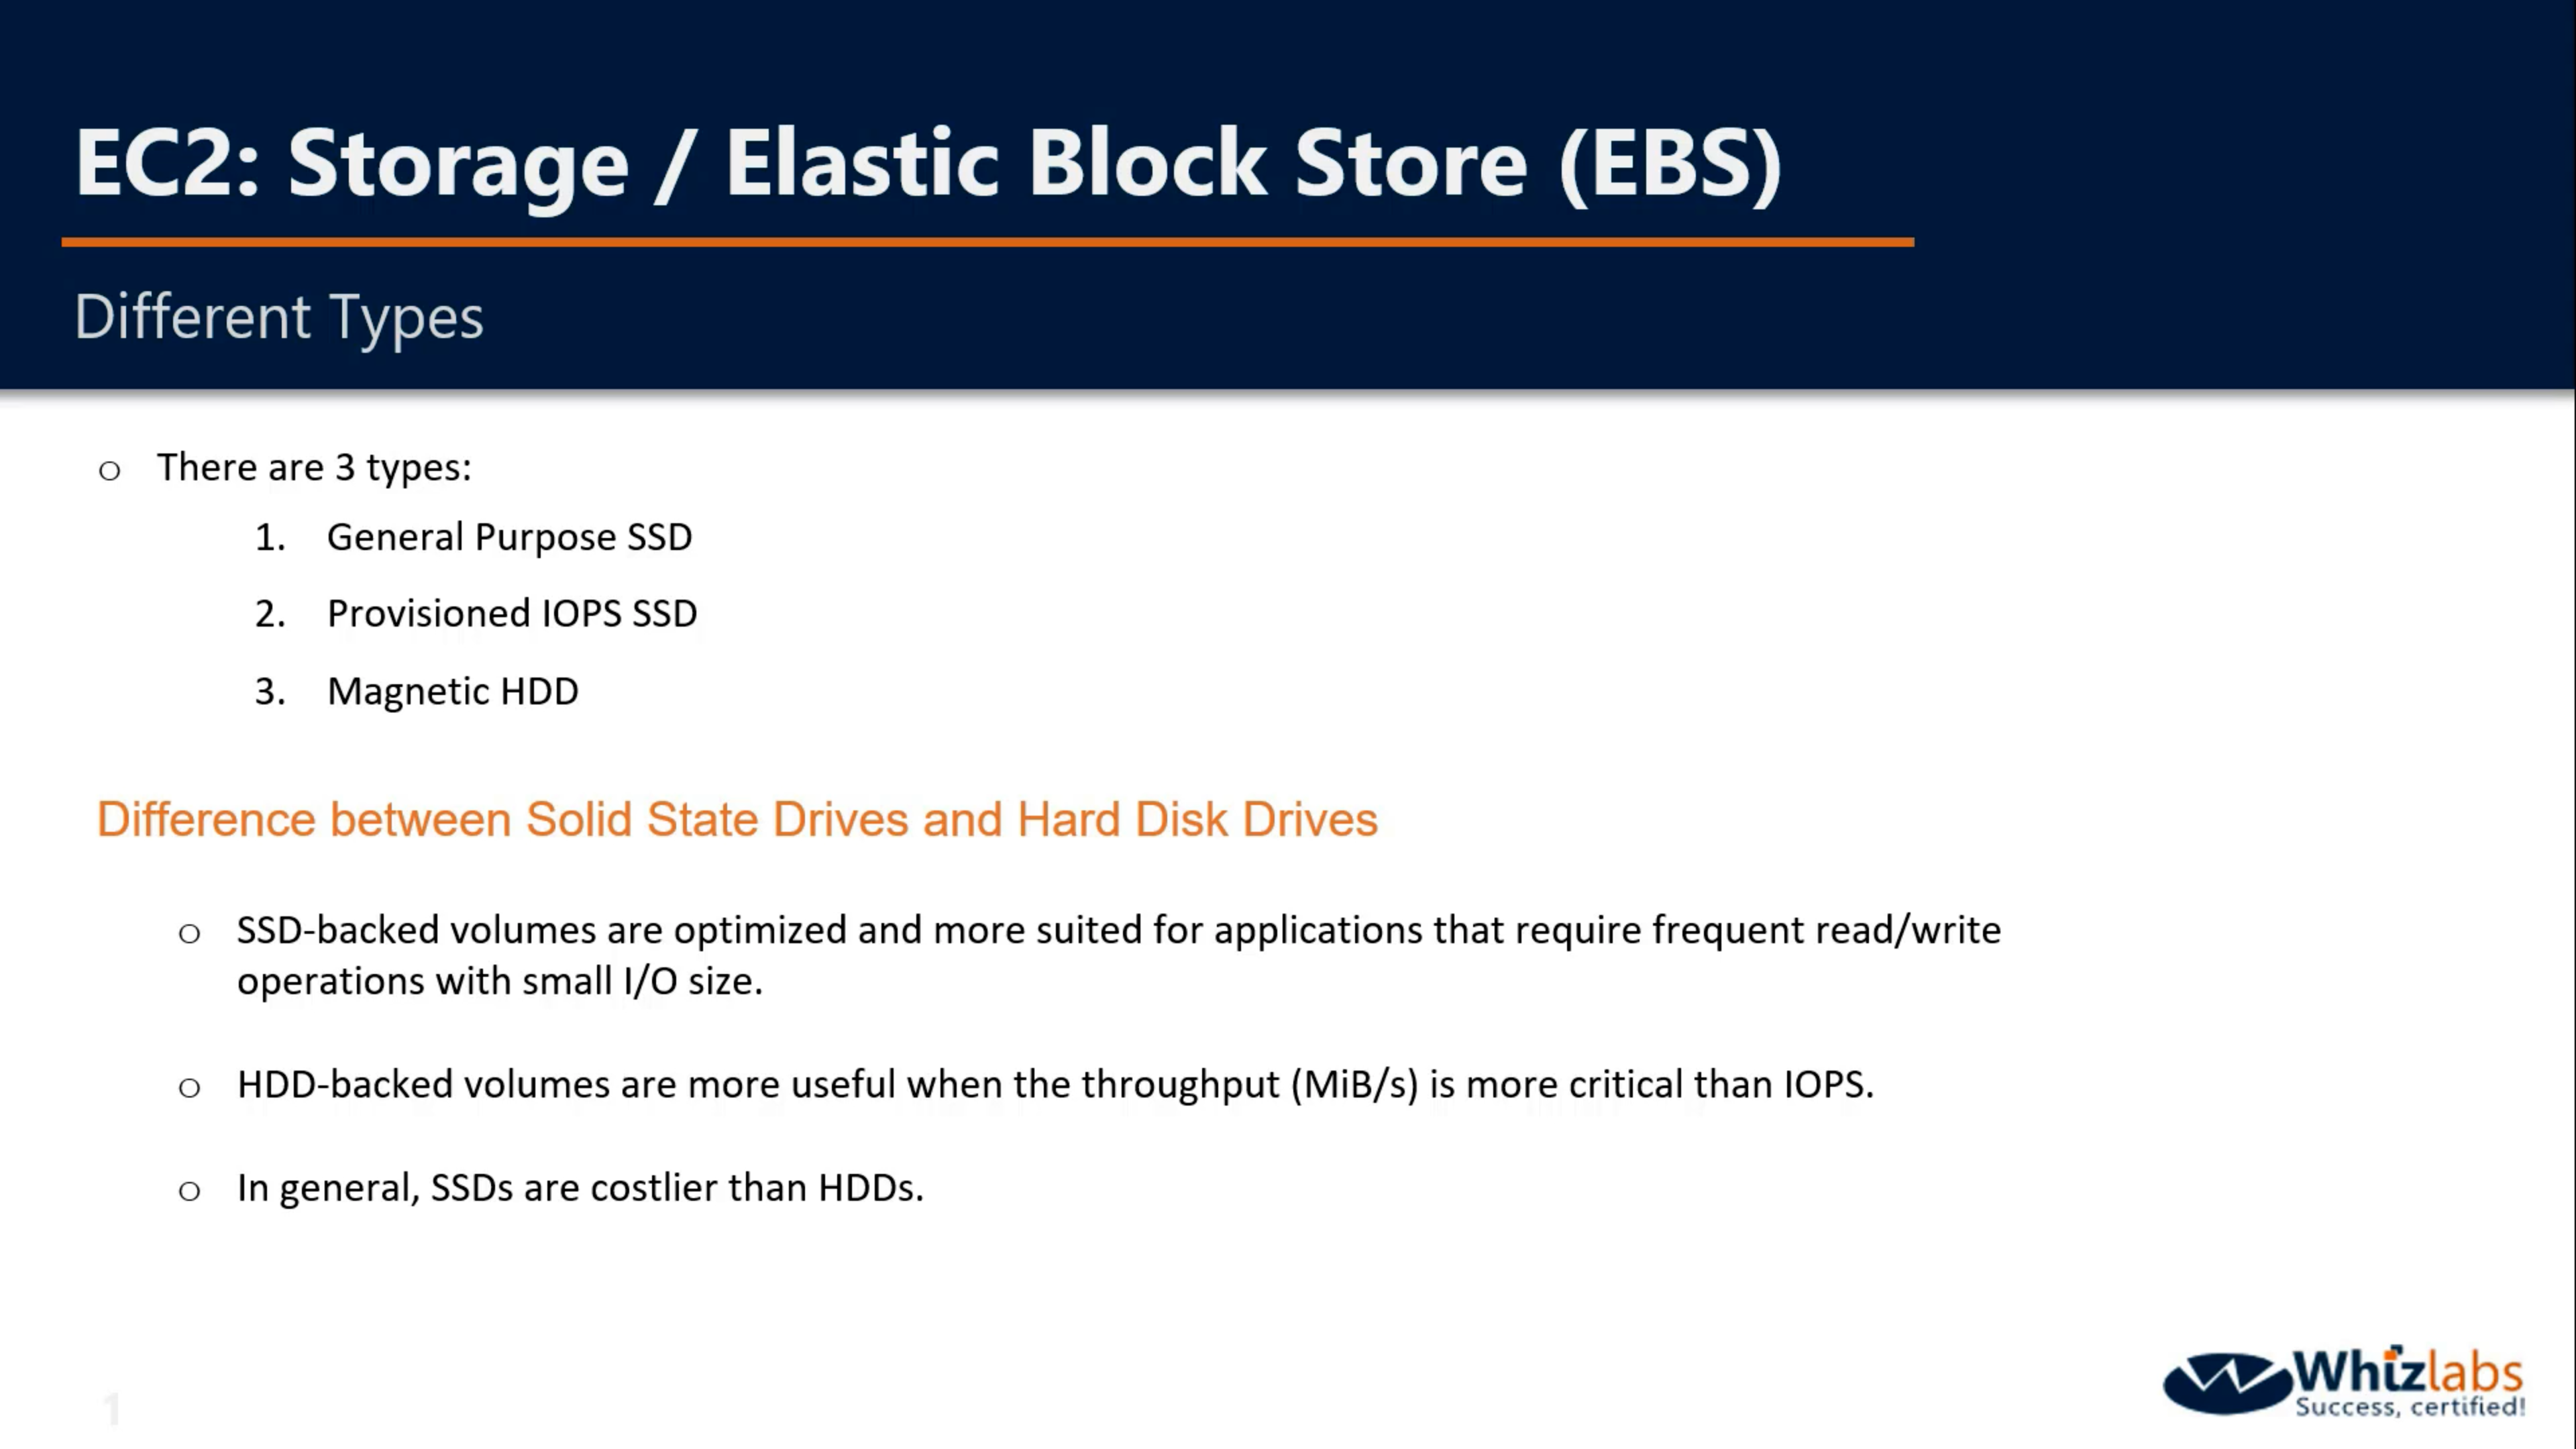 EC2: Storage / Elastic Block Store (EBS)
Different Types
o There are 3 types:
1. General Purpose SSD
2. Provisioned IOPS SSD
3. Magnetic HDD
Difference between Solid State Drives and Hard Disk Drives
o SSD-backed volumes are optimized and more suited for applications that require frequent read/write
operations with small I/O size.
o HDD-backed volumes are more useful when the throughput (MiB/s) is more critical than IOPS.
o In general, SSDs are costlier than HDDs.
1
Whizlabs
Success, certified!